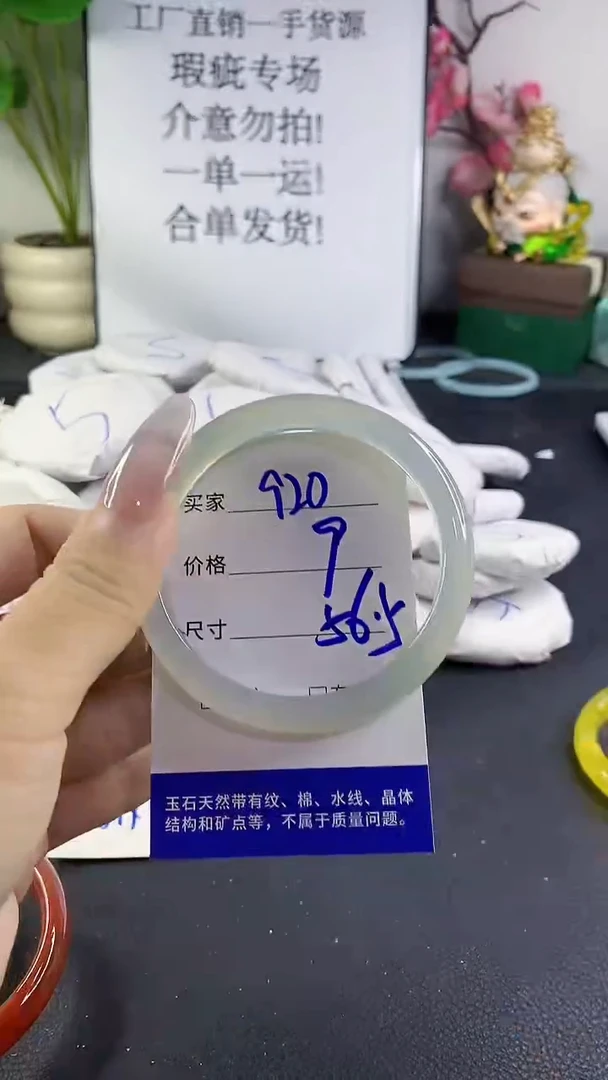 工厂直销一手货源
瑕疵专场
介意勿拍!
一单一运!
合单发货!
买家 920
价格 9
尺寸 56.5
玉石天然带有纹、棉、水线、晶体
结构和矿点等，不属于质量问题。